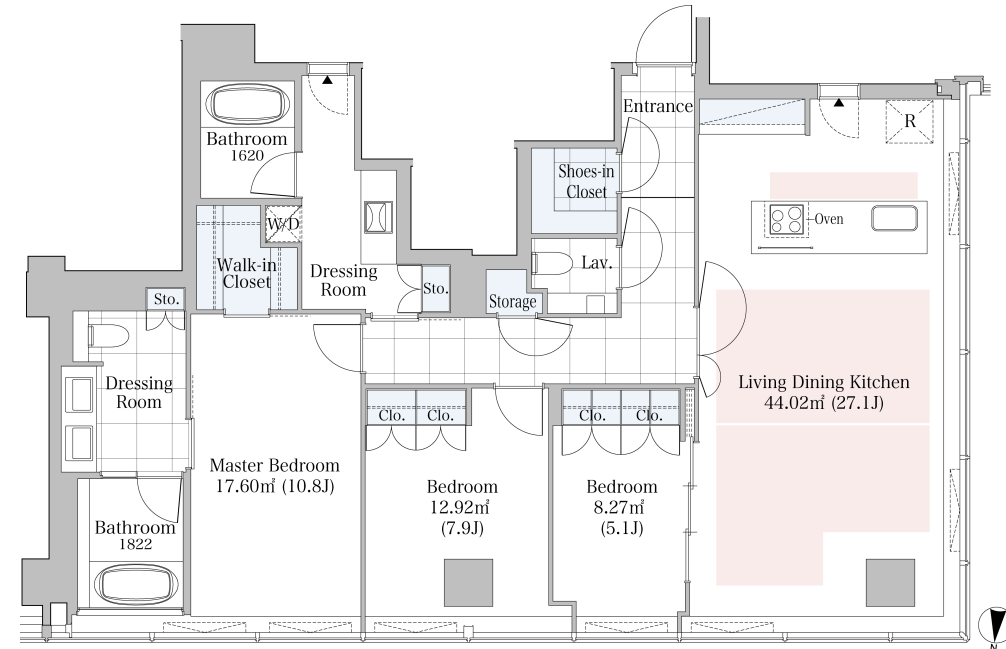 Entrance
R
Bathroom
1620
Shoes-in
Closet
Oven
W/D
Lav.
Walk-in
Closet
Dressing
Room
Sto.
Storage
Sto.
Dressing
Room
Living Dining Kitchen
44.02㎡ (27.1J)
Clo.
Clo.
Clo.
Clo.
Master Bedroom
17.60㎡ (10.8J)
Bedroom
12.92㎡
(7.9J)
Bedroom
8.27㎡
(5.1J)
Bathroom
1822
N